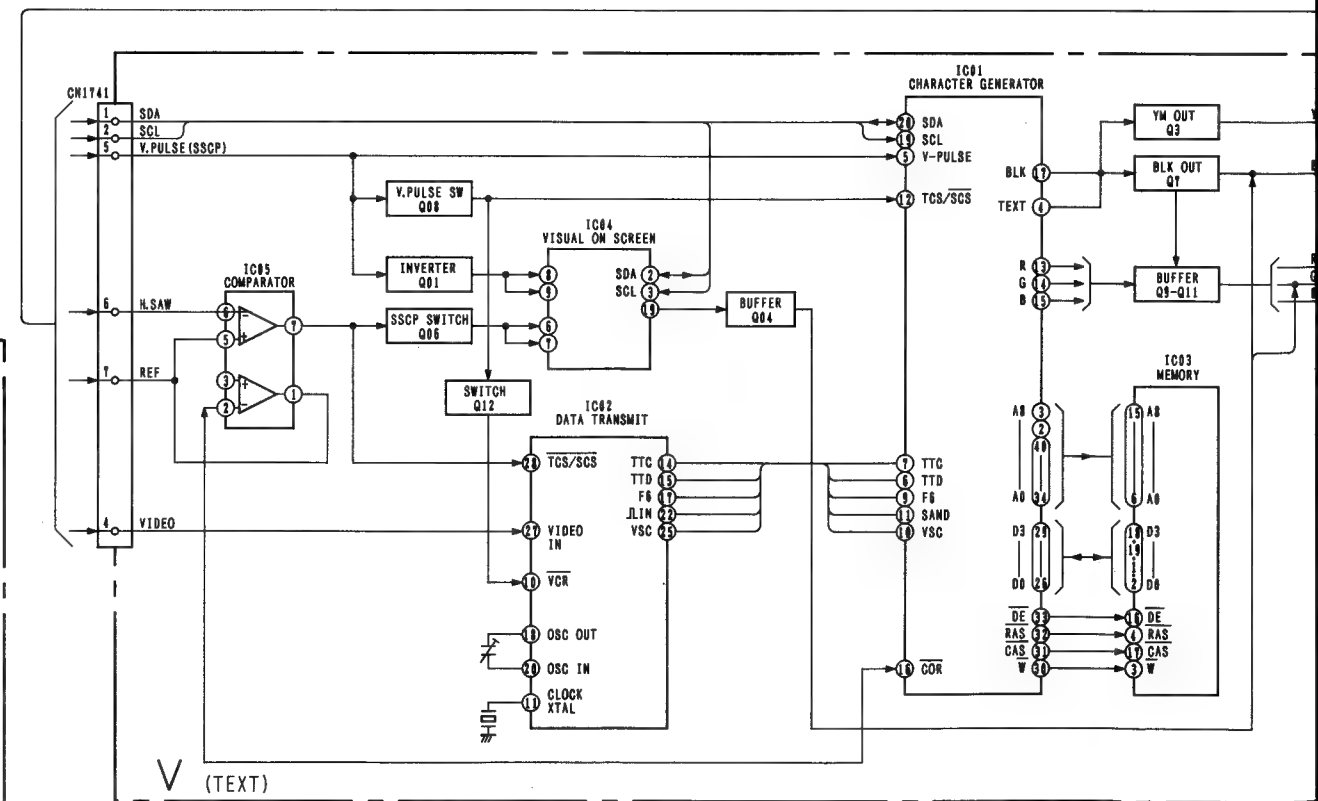 CN1741
1 SDA
2 SCL
5 V.PULSE(SSCP)
6 H.SAW
7 REF
4 VIDEO
IC05
COMPARATOR
6
5
7
3
2
1
V.PULSE SW
Q08
INVERTER
Q01
SSCP SWITCH
Q06
SWITCH
Q12
IC04
VISUAL ON SCREEN
8
9
6
7
SDA 2
SCL 3
19
BUFFER
Q04
IC02
DATA TRANSMIT
28 TCS/SCS
27 VIDEO
IN
10 VCR
18 OSC OUT
20 OSC IN
11 CLOCK
XTAL
TTC 14
TTD 15
F6 17
IN 22
VSC 25
IC01
CHARACTER GENERATOR
20 SDA
19 SCL
5 V-PULSE
12 TCS/SCS
7 TTC
6 TTD
9 F6
11 SAND
10 VSC
16 COR
BLK 17
TEXT 4
R 13
G 14
B 15
A8 3
2
40
A0 34
D3 29
D0 26
OE 33
RAS 32
CAS 31
W 30
YM OUT
Q3
BLK OUT
Q7
BUFFER
Q9-Q11
IC03
MEMORY
15 A8
6 A0
18 D3
19
2 D0
16 OE
4 RAS
17 CAS
3 W
V (TEXT)